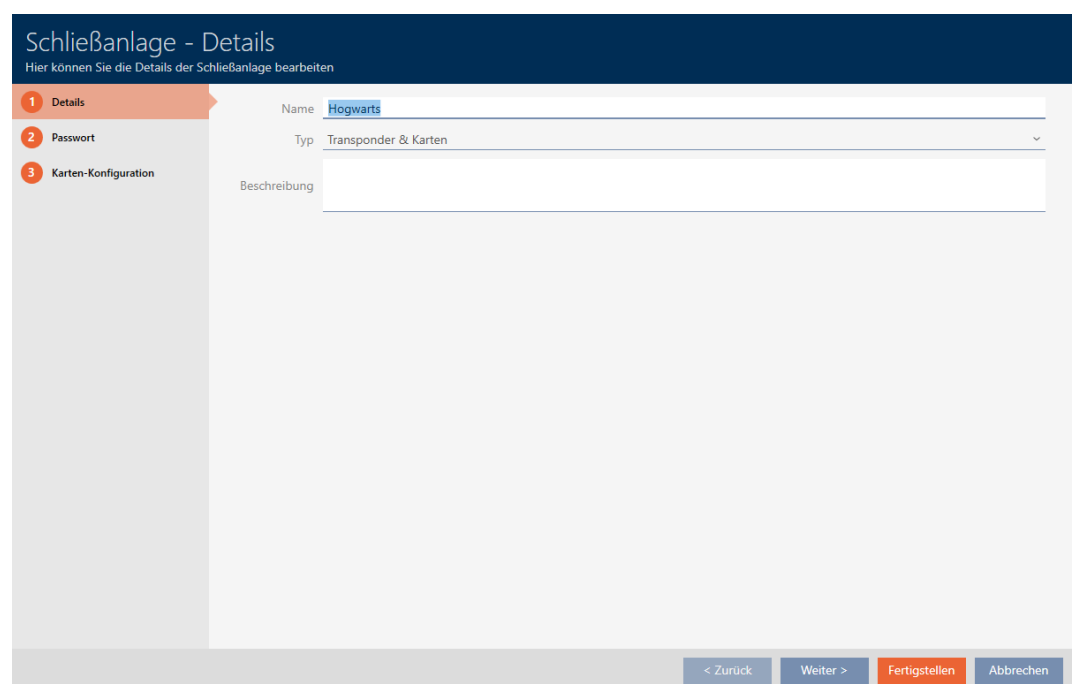 Schließanlage - Details
Hier können Sie die Details der Schließanlage bearbeiten
1 Details
2 Passwort
3 Karten-Konfiguration
Name Hogwarts
Typ Transponder & Karten
Beschreibung
< Zurück Weiter > Fertigstellen Abbrechen